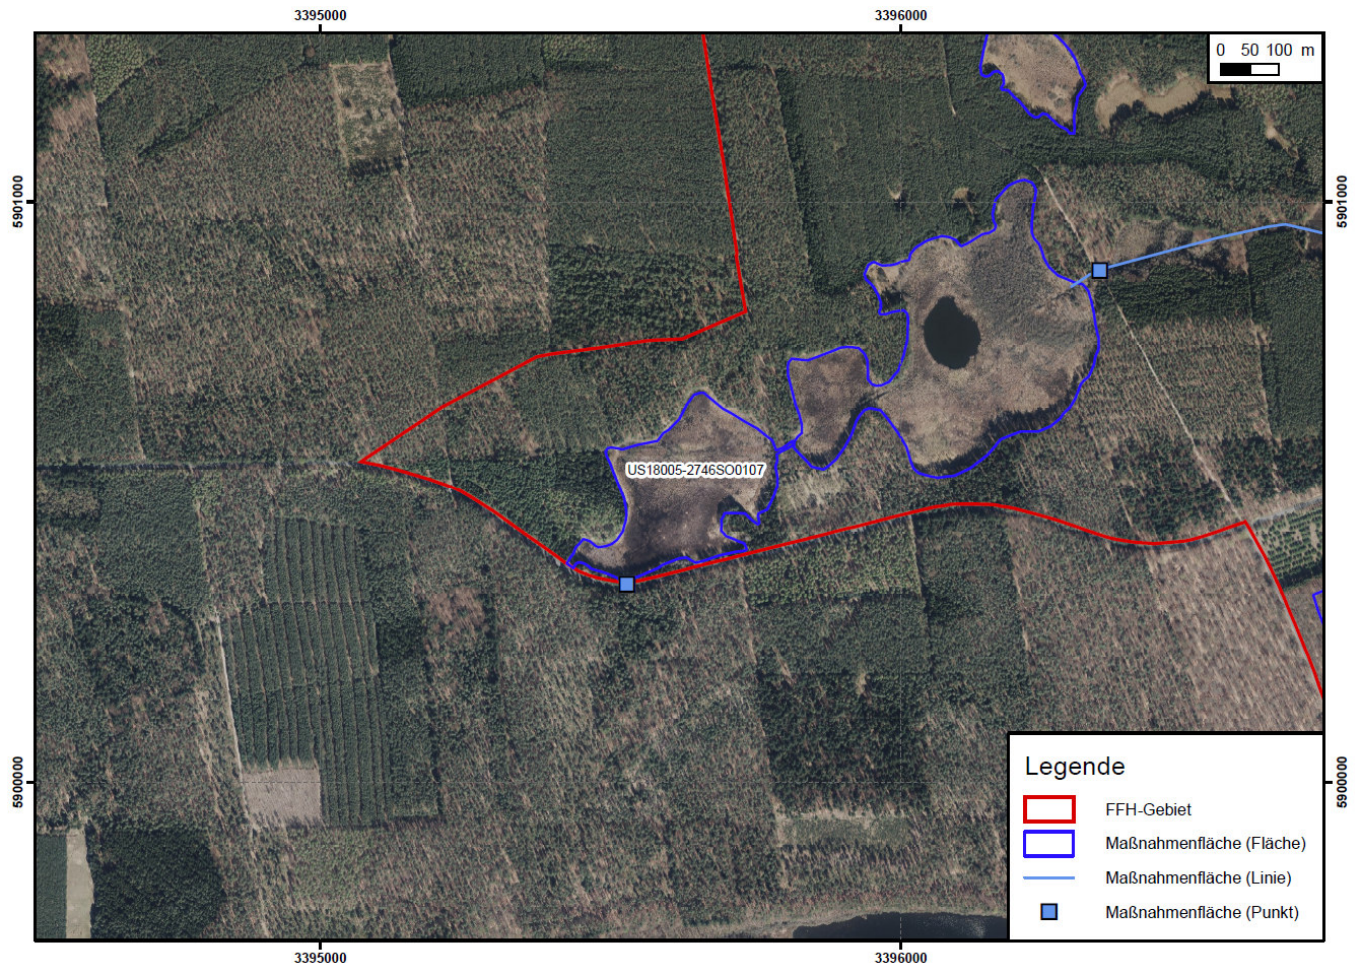 3395000 3396000
0 50 100 m
5901000 5901000
US18005-2746SO0107
5900000 5900000
Legende
FFH-Gebiet
Maßnahmenfläche (Fläche)
Maßnahmenfläche (Linie)
Maßnahmenfläche (Punkt)
3395000 3396000